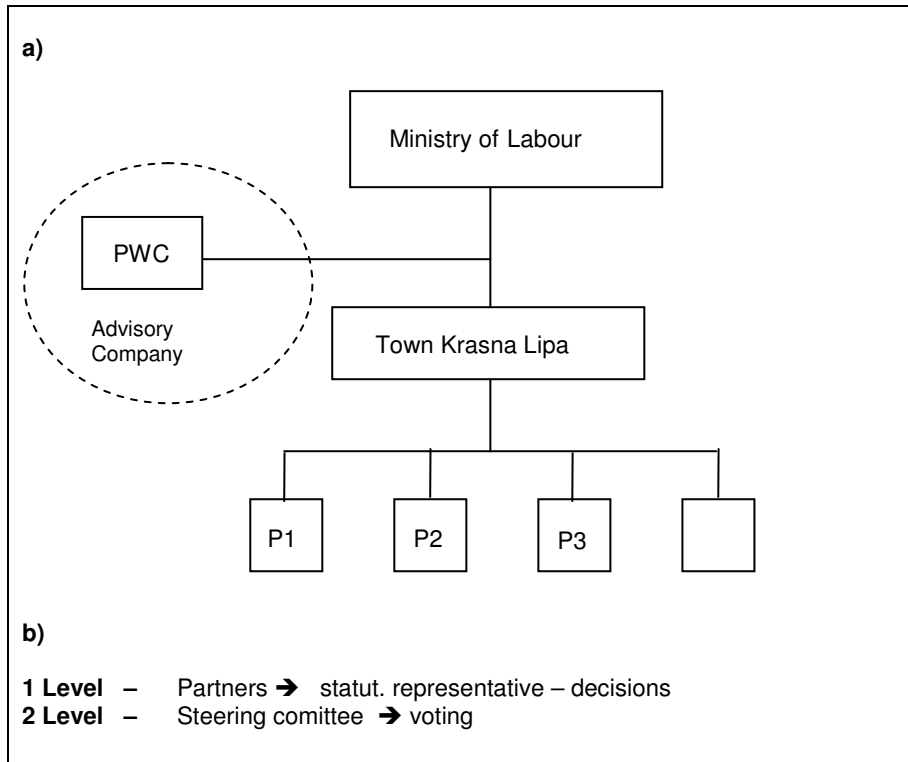 a)
Ministry of Labour
PWC
Advisory
Company
Town Krasna Lipa
P1 P2 P3
b)
1 Level – Partners ➔ statut. representative – decisions
2 Level – Steering comittee ➔ voting